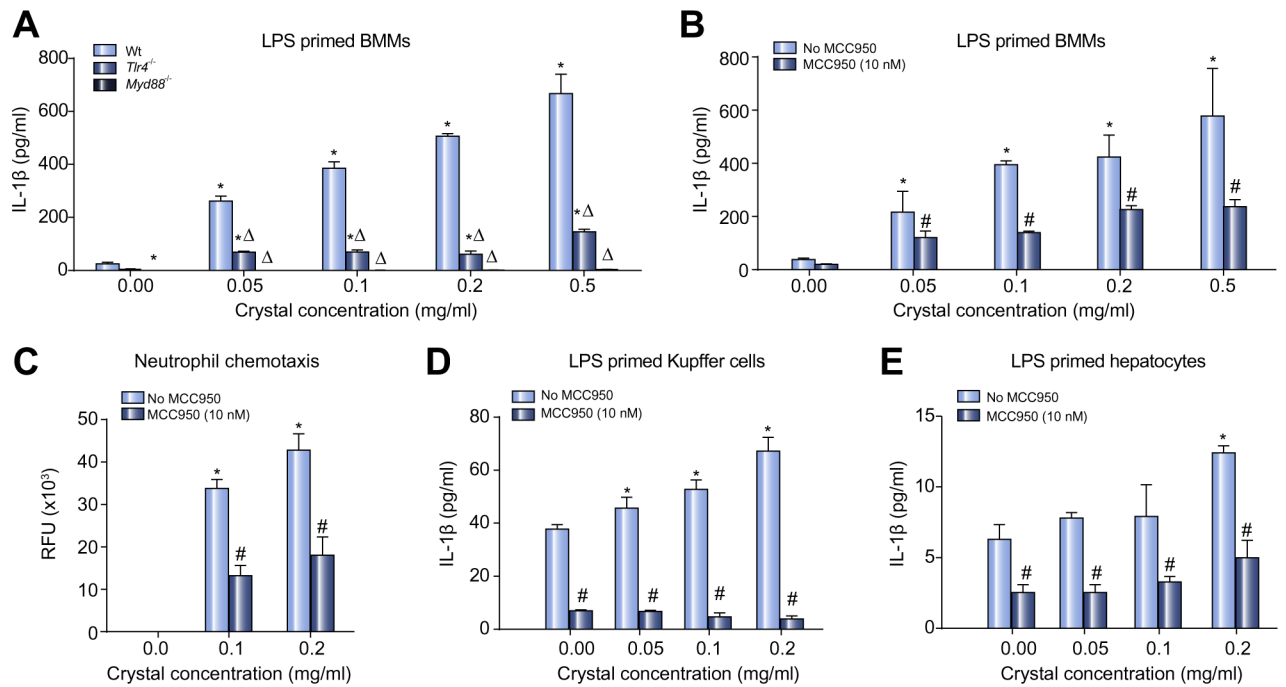 A
LPS primed BMMs
Wt
Tlr4-/-
Myd88-/-
IL-1β (pg/ml)
800
600
400
200
0
*
*
*Δ
Δ
*
*Δ
Δ
*
*Δ
Δ
*
*Δ
Δ
0.00 0.05 0.1 0.2 0.5
Crystal concentration (mg/ml)
B
LPS primed BMMs
No MCC950
MCC950 (10 nM)
IL-1β (pg/ml)
800
600
400
200
0
*
#
*
#
*
#
*
#
0.00 0.05 0.1 0.2 0.5
Crystal concentration (mg/ml)
C
Neutrophil chemotaxis
No MCC950
MCC950 (10 nM)
RFU (x10³)
50
40
30
20
10
0
*
#
*
#
0.0 0.1 0.2
Crystal concentration (mg/ml)
D
LPS primed Kupffer cells
No MCC950
MCC950 (10 nM)
IL-1β (pg/ml)
80
60
40
20
0
#
*
#
*
#
*
#
0.00 0.05 0.1 0.2
Crystal concentration (mg/ml)
E
LPS primed hepatocytes
No MCC950
MCC950 (10 nM)
IL-1β (pg/ml)
15
10
5
0
#
#
#
*
#
0.00 0.05 0.1 0.2
Crystal concentration (mg/ml)